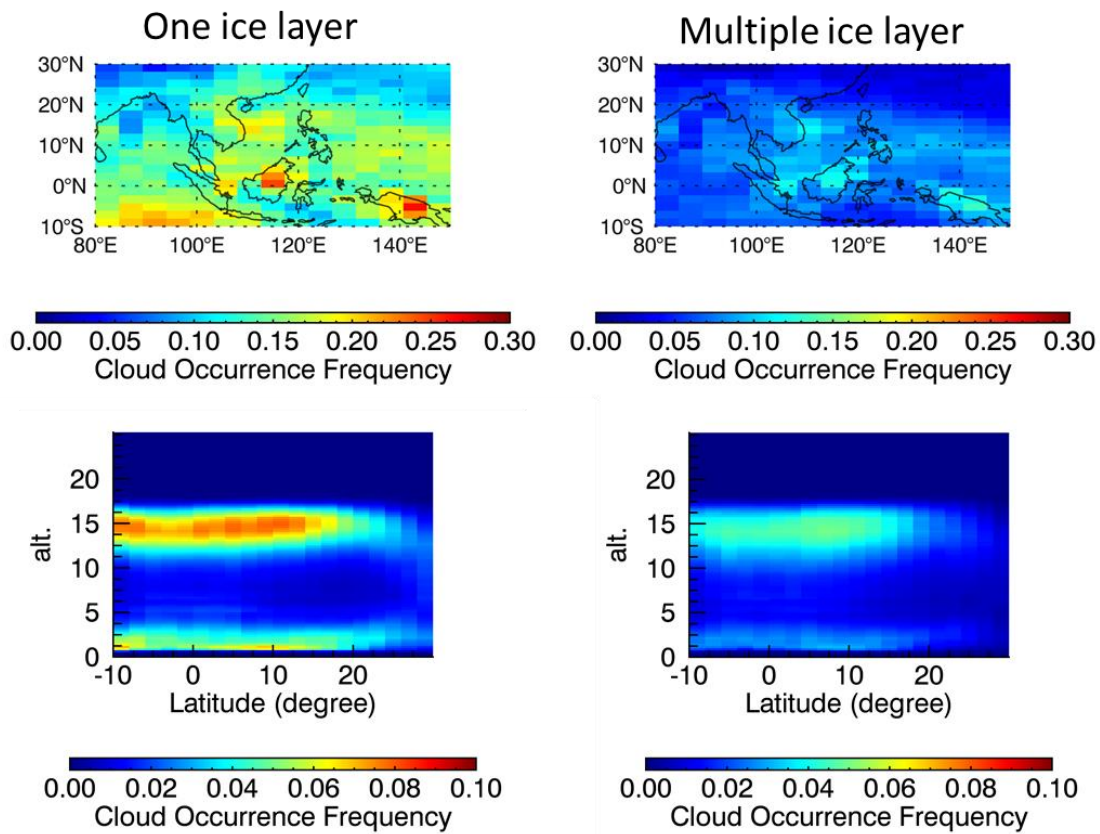 One ice layer
Multiple ice layer
30°N
20°N
10°N
0°N
10°S
80°E 100°E 120°E 140°E
30°N
20°N
10°N
0°N
10°S
80°E 100°E 120°E 140°E
0.00 0.05 0.10 0.15 0.20 0.25 0.30
Cloud Occurrence Frequency
0.00 0.05 0.10 0.15 0.20 0.25 0.30
Cloud Occurrence Frequency
alt.
20
15
10
5
0
-10 0 10 20
Latitude (degree)
alt.
20
15
10
5
0
-10 0 10 20
Latitude (degree)
0.00 0.02 0.04 0.06 0.08 0.10
Cloud Occurrence Frequency
0.00 0.02 0.04 0.06 0.08 0.10
Cloud Occurrence Frequency